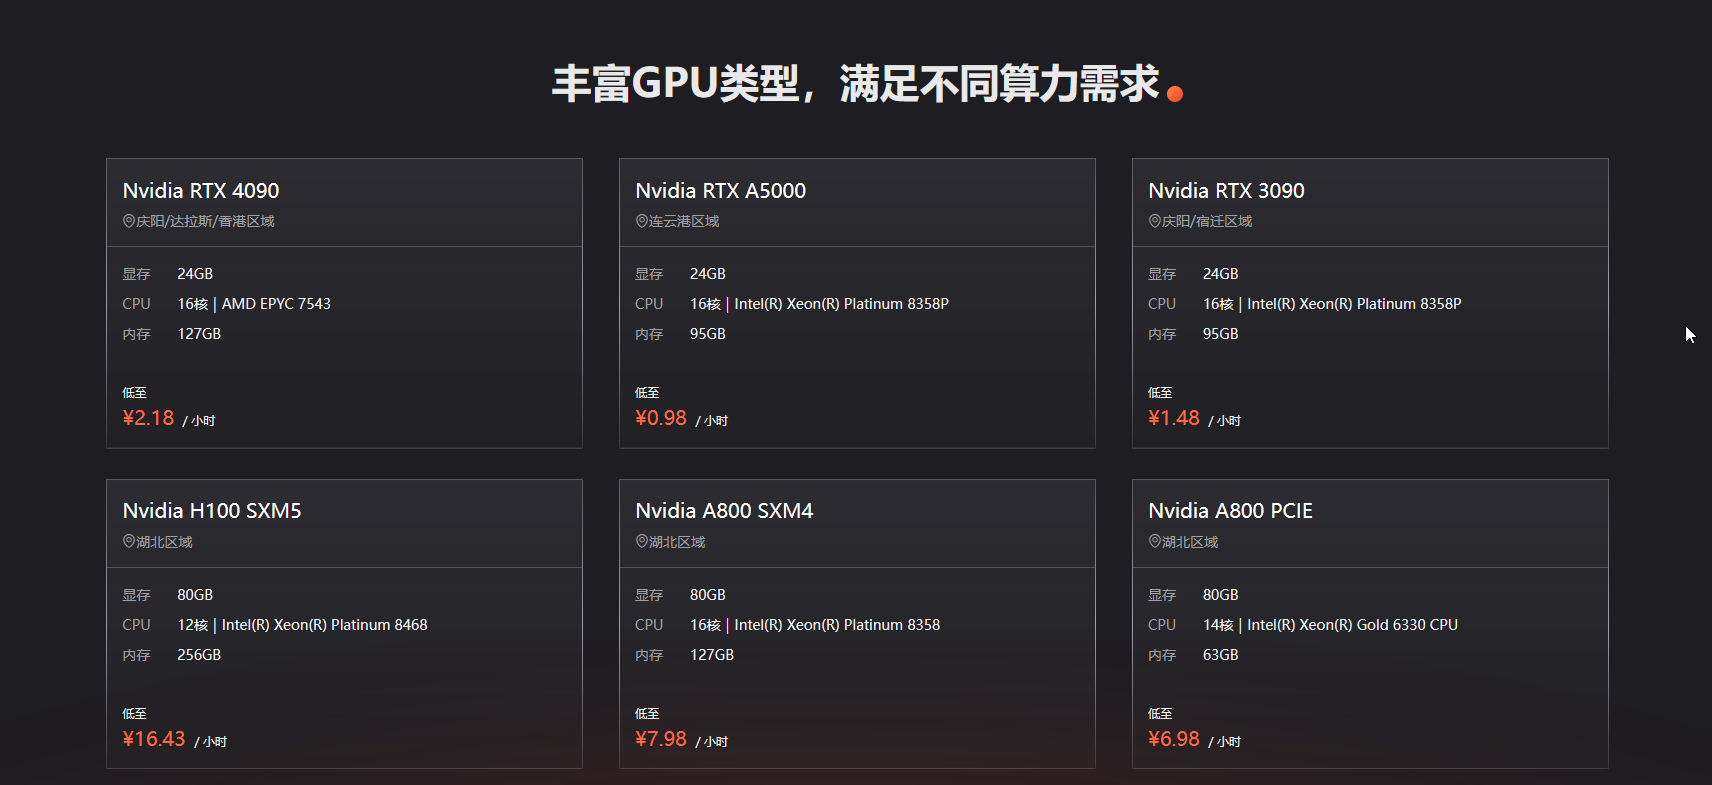 丰富GPU类型，满足不同算力需求
Nvidia RTX 4090
庆阳/达拉斯/香港区域
显存 24GB
CPU 16核 | AMD EPYC 7543
内存 127GB
低至
¥2.18 / 小时
Nvidia RTX A5000
连云港区域
显存 24GB
CPU 16核 | Intel(R) Xeon(R) Platinum 8358P
内存 95GB
低至
¥0.98 / 小时
Nvidia RTX 3090
庆阳/宿迁区域
显存 24GB
CPU 16核 | Intel(R) Xeon(R) Platinum 8358P
内存 95GB
低至
¥1.48 / 小时
Nvidia H100 SXM5
湖北区域
显存 80GB
CPU 12核 | Intel(R) Xeon(R) Platinum 8468
内存 256GB
低至
¥16.43 / 小时
Nvidia A800 SXM4
湖北区域
显存 80GB
CPU 16核 | Intel(R) Xeon(R) Platinum 8358
内存 127GB
低至
¥7.98 / 小时
Nvidia A800 PCIE
湖北区域
显存 80GB
CPU 14核 | Intel(R) Xeon(R) Gold 6330 CPU
内存 63GB
低至
¥6.98 / 小时